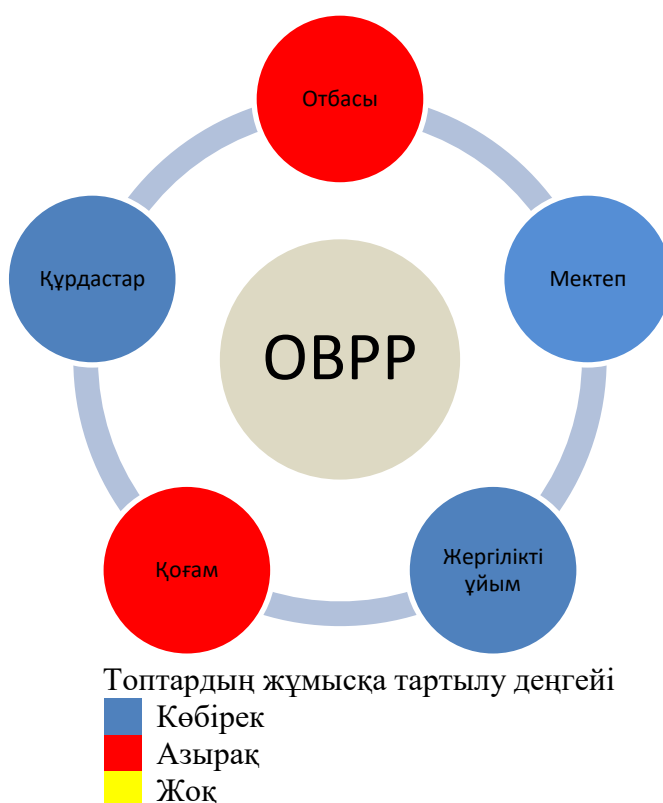 Отбасы
Құрдастар
Мектеп
ОВРР
Қоғам
Жергілікті
ұйым
Топтардың жұмысқа тартылу деңгейі
Көбірек
Азырақ
Жоқ